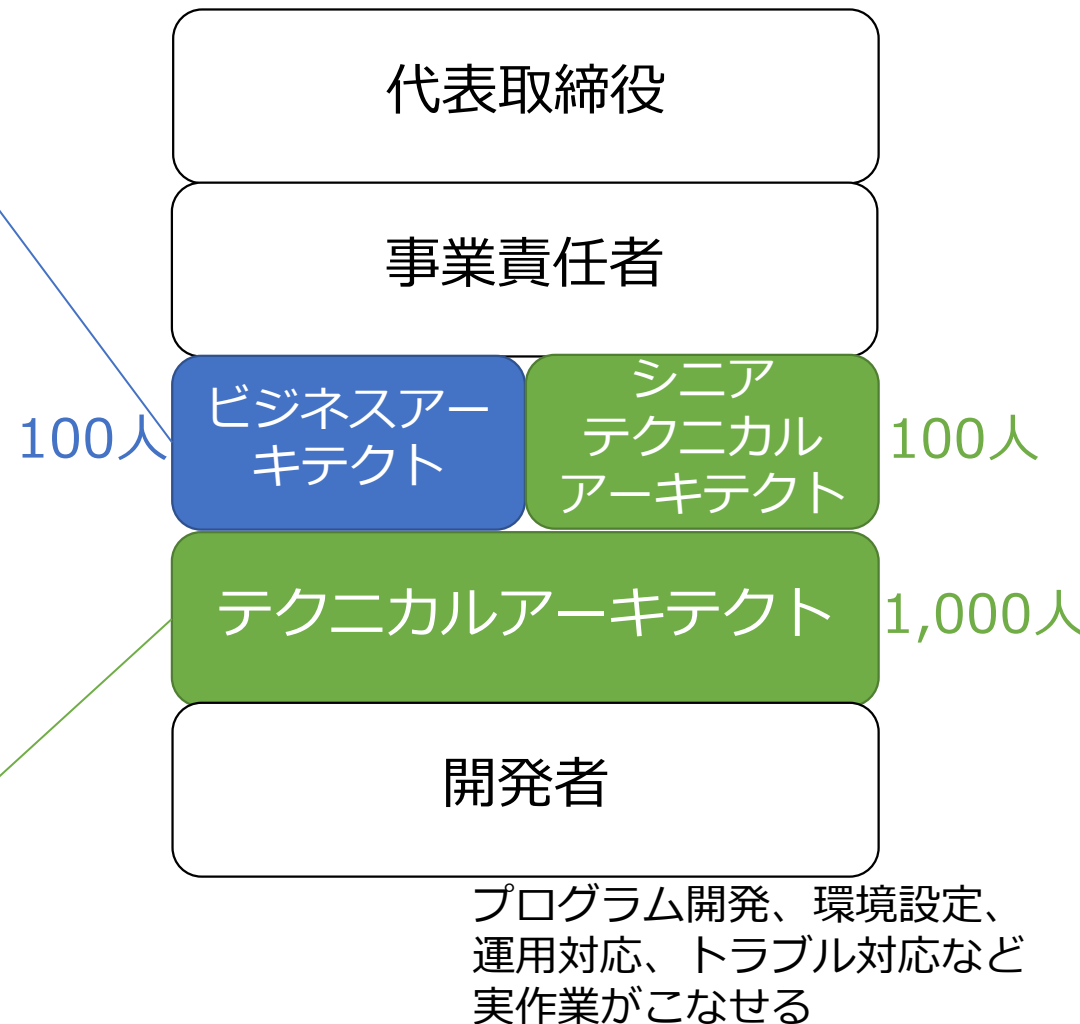 代表取締役
事業責任者
ビジネスアー
キテクト
シニア
テクニカル
アーキテクト
100人
100人
テクニカルアーキテクト
1,000人
開発者
プログラム開発、環境設定、
運用対応、トラブル対応など
実作業がこなせる